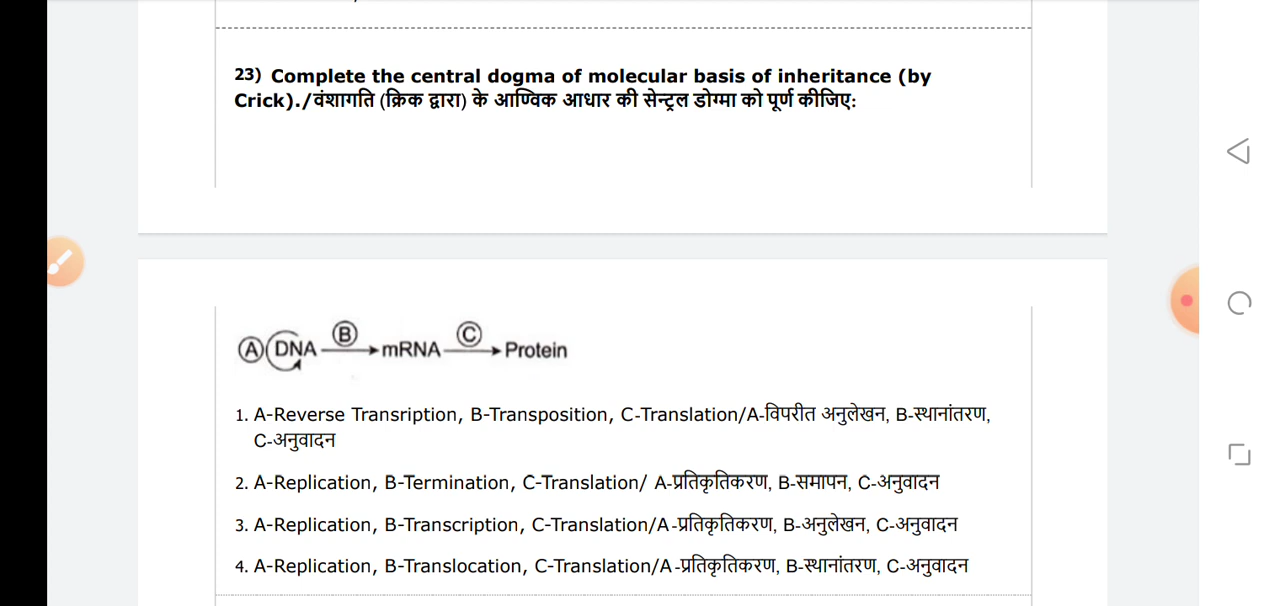 23) Complete the central dogma of molecular basis of inheritance (by
Crick)./वंशागति (क्रिक द्वारा) के आण्विक आधार की सेन्ट्रल डोग्मा को पूर्ण कीजिए:
A DNA B mRNA C Protein
1. A-Reverse Transription, B-Transposition, C-Translation/A-विपरीत अनुलेखन, B-स्थानांतरण,
C-अनुवादन
2. A-Replication, B-Termination, C-Translation/ A-प्रतिकृतिकरण, B-समापन, C-अनुवादन
3. A-Replication, B-Transcription, C-Translation/A-प्रतिकृतिकरण, B-अनुलेखन, C-अनुवादन
4. A-Replication, B-Translocation, C-Translation/A-प्रतिकृतिकरण, B-स्थानांतरण, C-अनुवादन